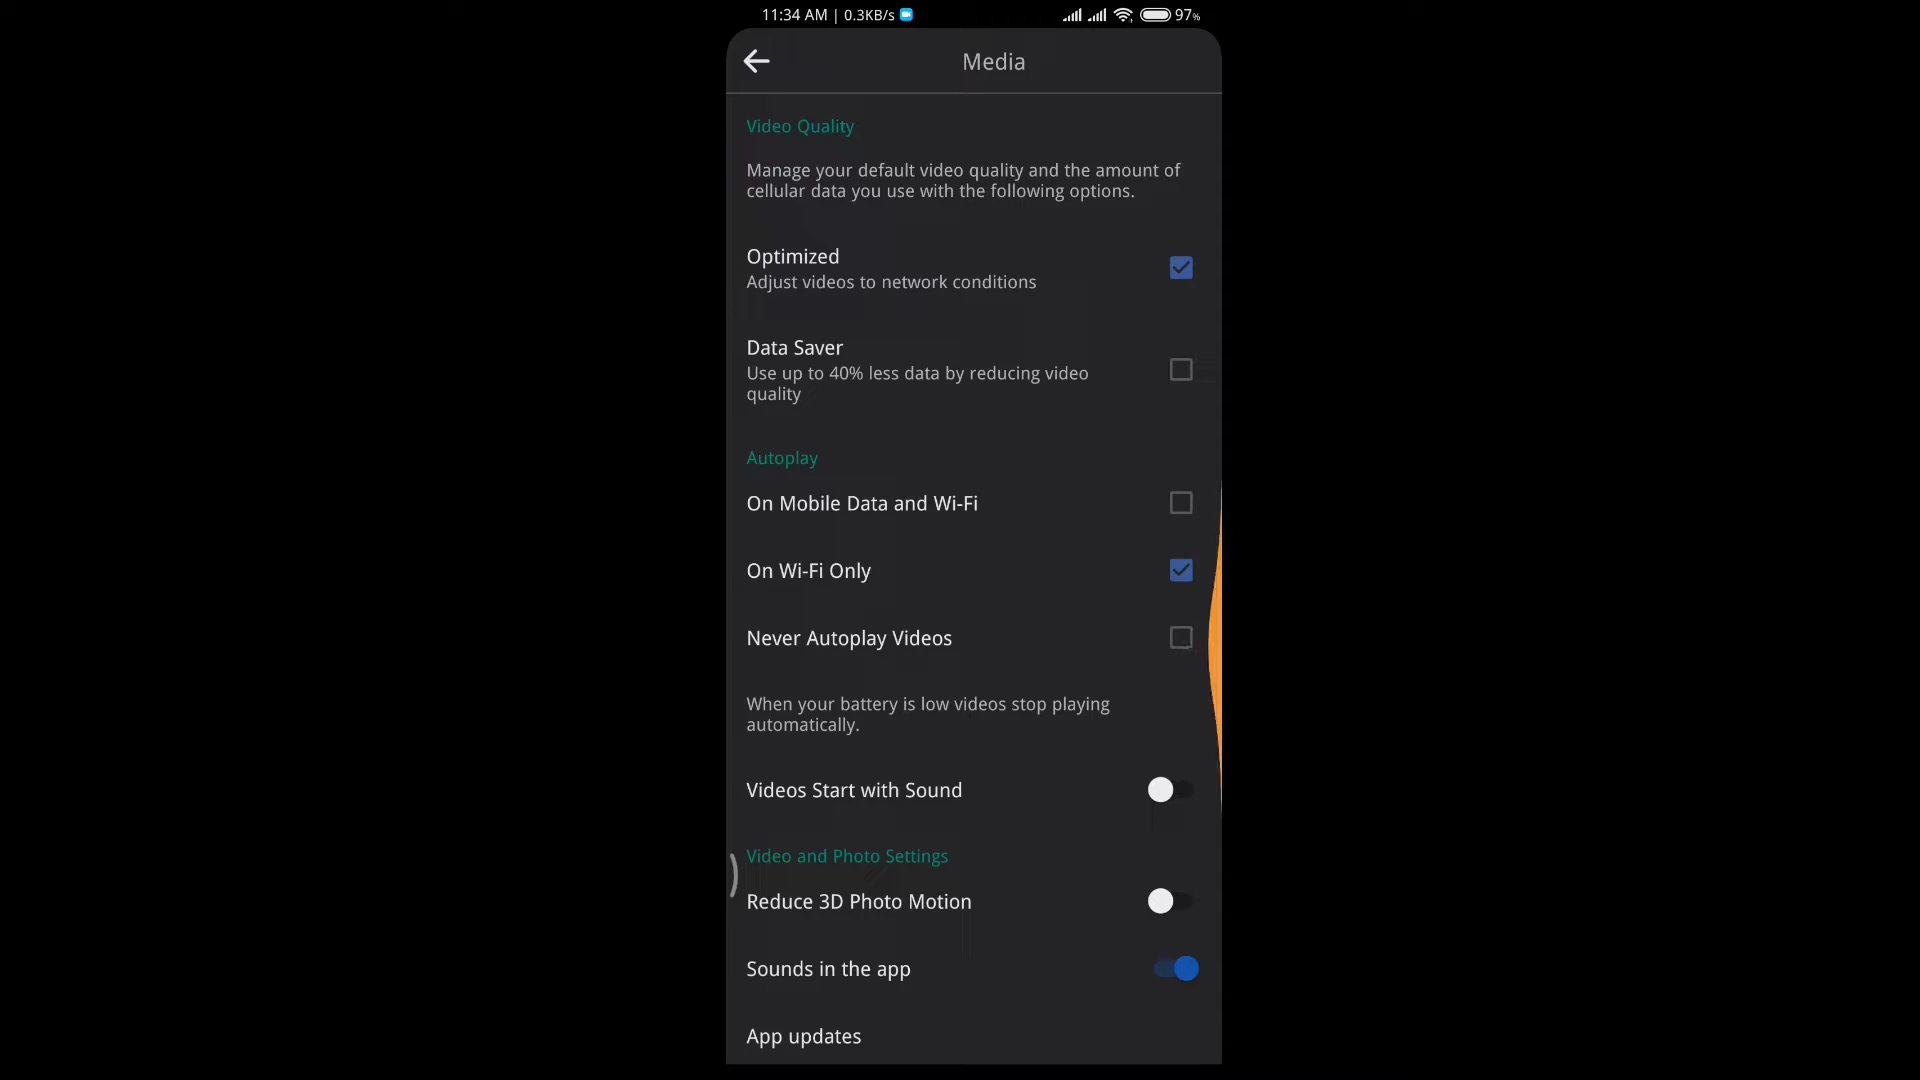 11:34 AM | 0.3KB/s 97%
Media
Video Quality
Manage your default video quality and the amount of
cellular data you use with the following options.
Optimized
Adjust videos to network conditions
Data Saver
Use up to 40% less data by reducing video
quality
Autoplay
On Mobile Data and Wi-Fi
On Wi-Fi Only
Never Autoplay Videos
When your battery is low videos stop playing
automatically.
Videos Start with Sound
Video and Photo Settings
Reduce 3D Photo Motion
Sounds in the app
App updates